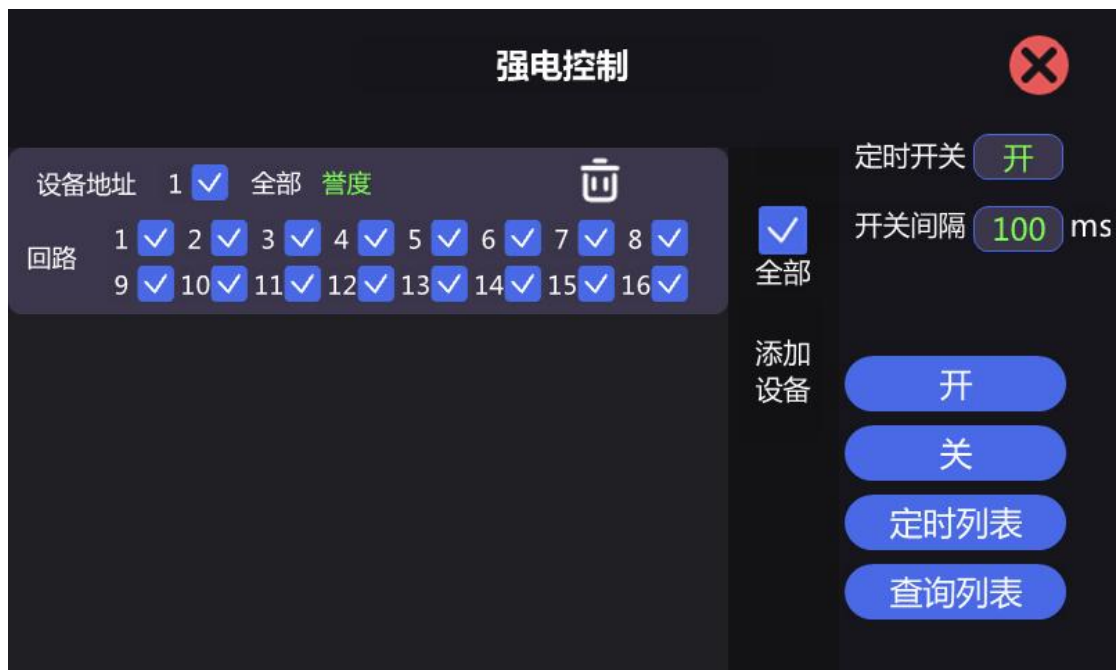 强电控制
定时开关 开
开关间隔 100 ms
设备地址 1 全部 誉度
回路
1 2 3 4 5 6 7 8
9 10 11 12 13 14 15 16
全部
添加
设备
开
关
定时列表
查询列表